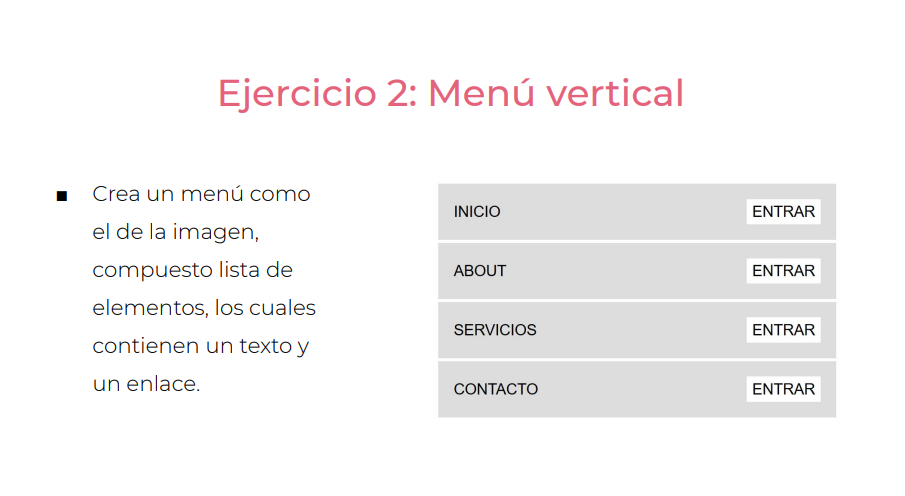 Ejercicio 2: Menú vertical
■ Crea un menú como
el de la imagen,
compuesto lista de
elementos, los cuales
contienen un texto y
un enlace.
INICIO ENTRAR
ABOUT ENTRAR
SERVICIOS ENTRAR
CONTACTO ENTRAR